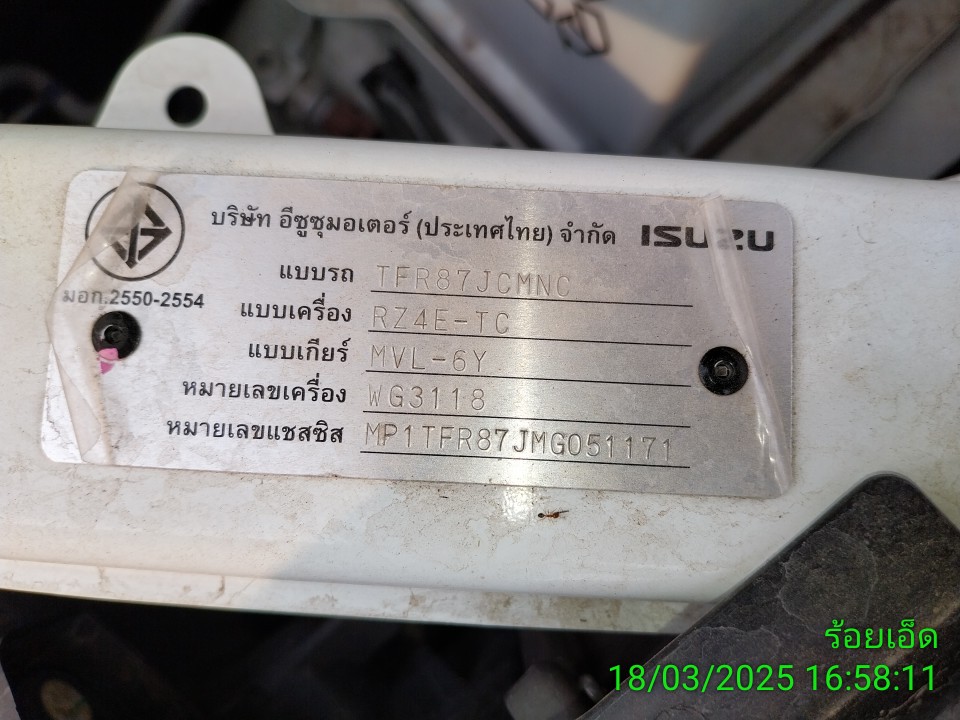 บริษัท อีซูซุมอเตอร์ (ประเทศไทย) จำกัด ISUZU
แบบรถ TFR87JCMNC
มอก.2550-2554
แบบเครื่อง RZ4E-TC
แบบเกียร์ MVL-6Y
หมายเลขเครื่อง WG3118
หมายเลขแชสซิส MP1TFR87JMG051171
ร้อยเอ็ด
18/03/2025 16:58:11